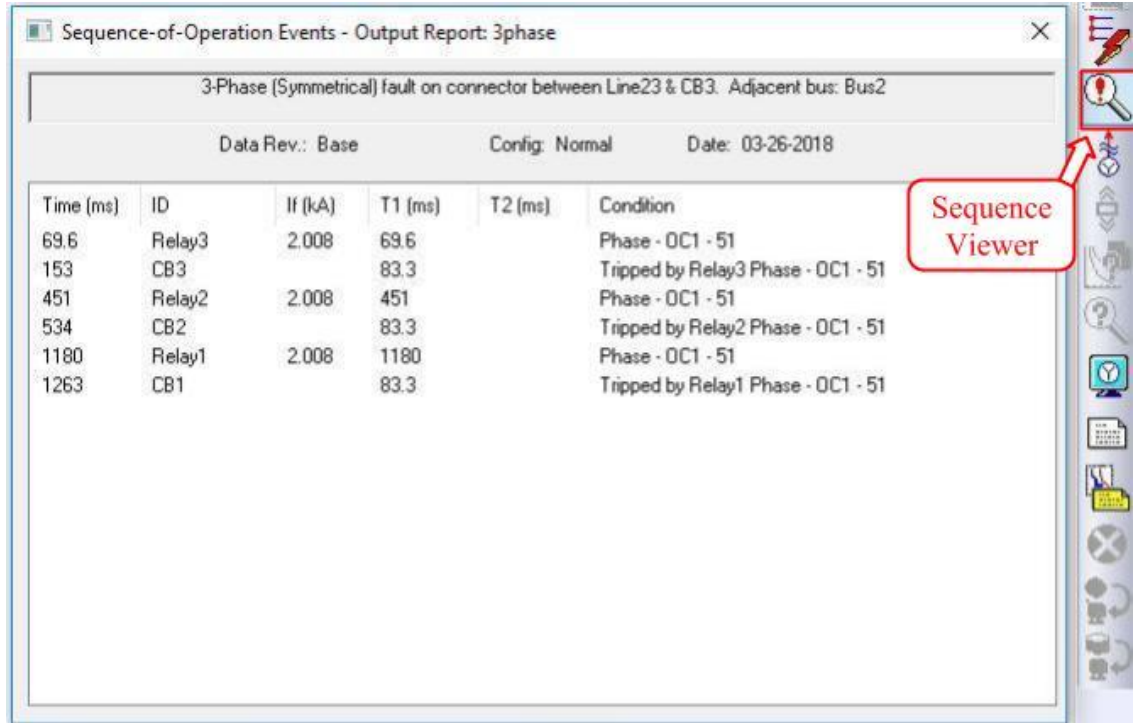 Sequence-of-Operation Events - Output Report: 3phase
3-Phase (Symmetrical) fault on connector between Line23 & CB3. Adjacent bus: Bus2
Data Rev.: Base Config: Normal Date: 03-26-2018
Time (ms) ID If (kA) T1 (ms) T2 (ms) Condition
69.6 Relay3 2.008 69.6 Phase - OC1 - 51
153 CB3 83.3 Tripped by Relay3 Phase - OC1 - 51
451 Relay2 2.008 451 Phase - OC1 - 51
534 CB2 83.3 Tripped by Relay2 Phase - OC1 - 51
1180 Relay1 2.008 1180 Phase - OC1 - 51
1263 CB1 83.3 Tripped by Relay1 Phase - OC1 - 51
Sequence
Viewer